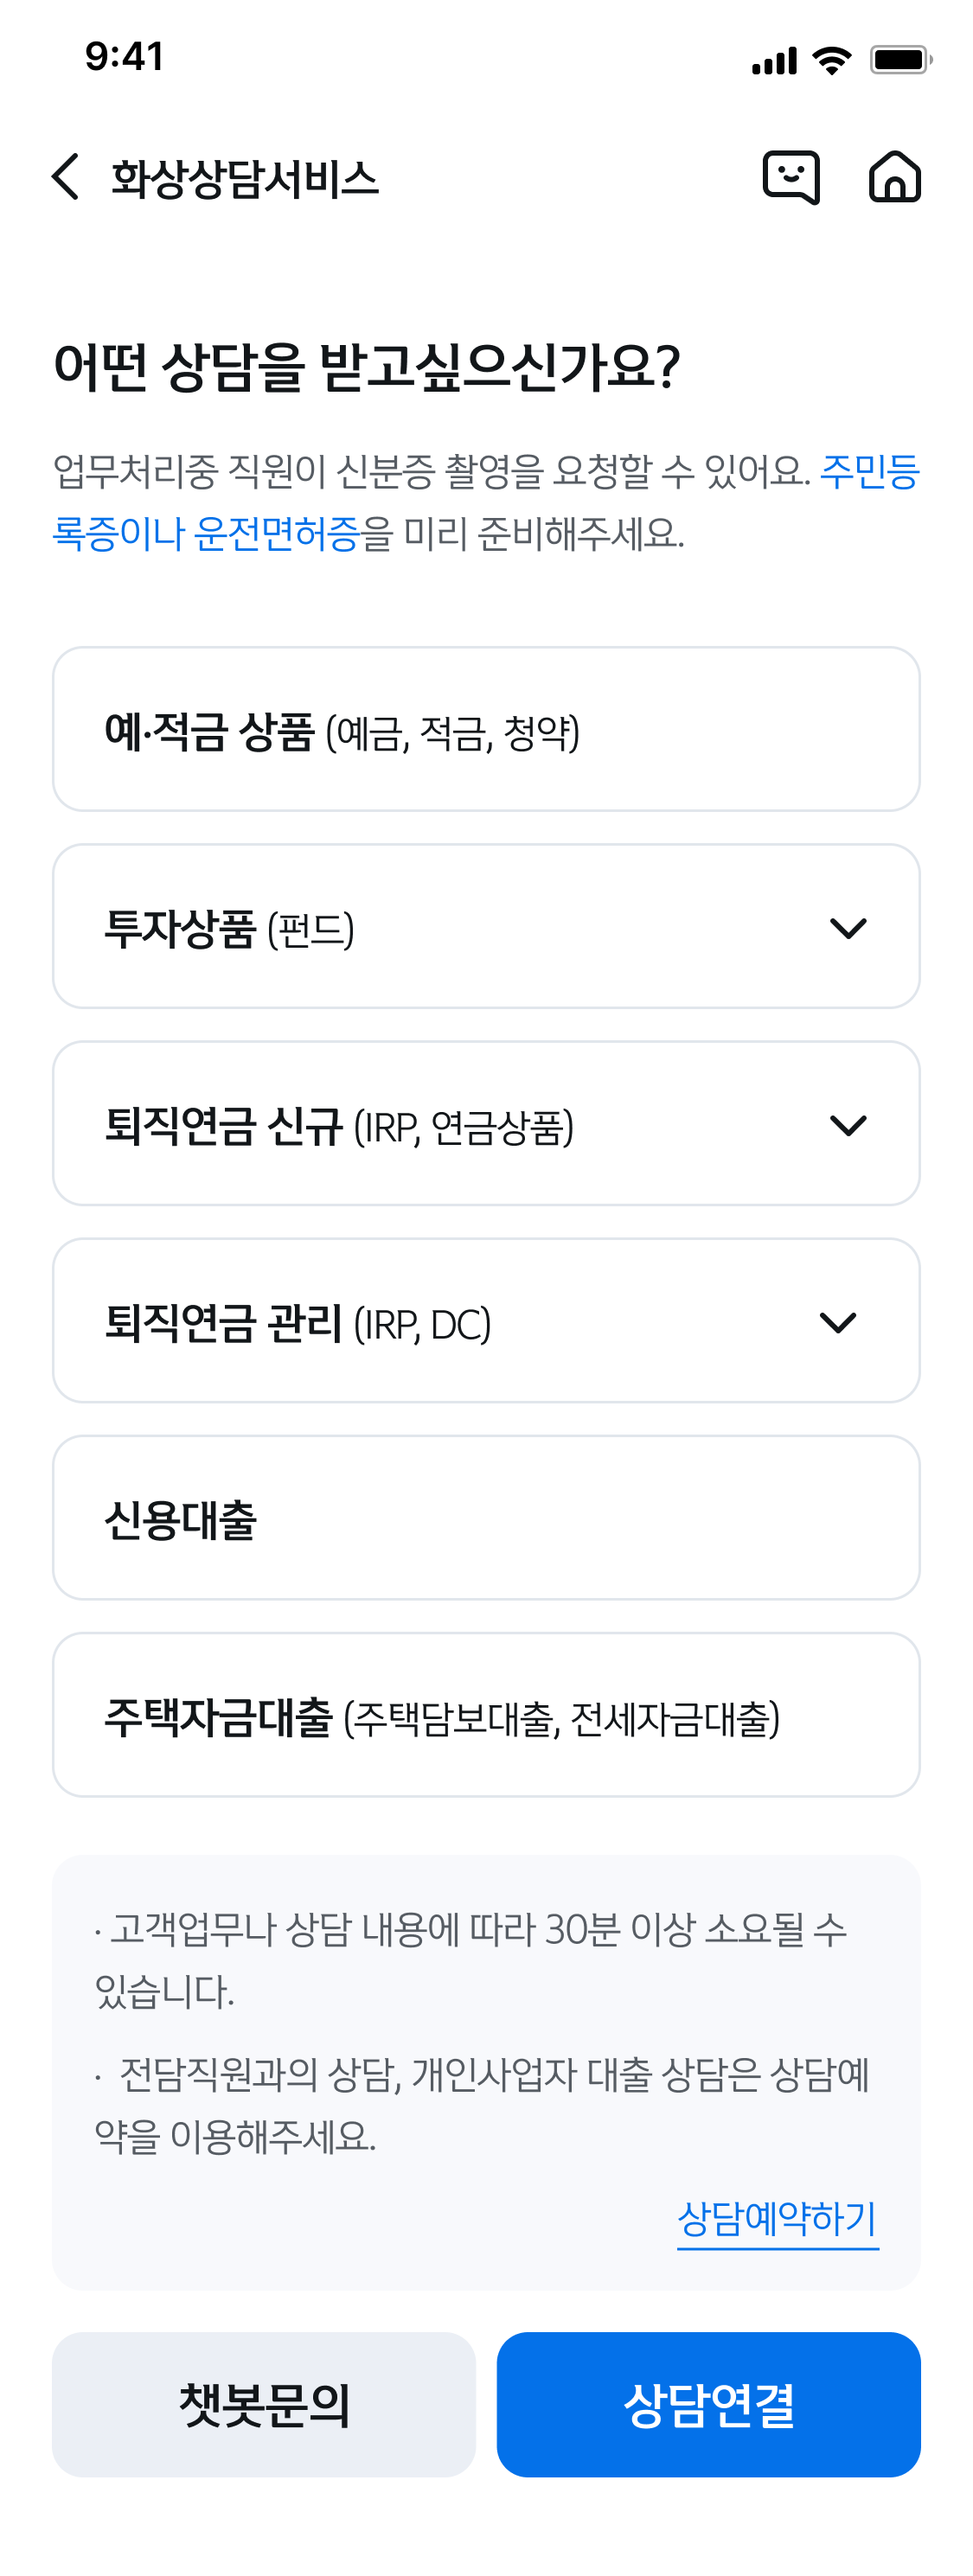 9:41
화상상담서비스
어떤 상담을 받고싶으신가요?
업무처리중 직원이 신분증 촬영을 요청할 수 있어요. 주민등
록증이나 운전면허증을 미리 준비해주세요.
예·적금 상품 (예금, 적금, 청약)
투자상품 (펀드)
퇴직연금 신규 (IRP, 연금상품)
퇴직연금 관리 (IRP, DC)
신용대출
주택자금대출 (주택담보대출, 전세자금대출)
· 고객업무나 상담 내용에 따라 30분 이상 소요될 수
있습니다.
· 전담직원과의 상담, 개인사업자 대출 상담은 상담예
약을 이용해주세요.
상담예약하기
챗봇문의
상담연결